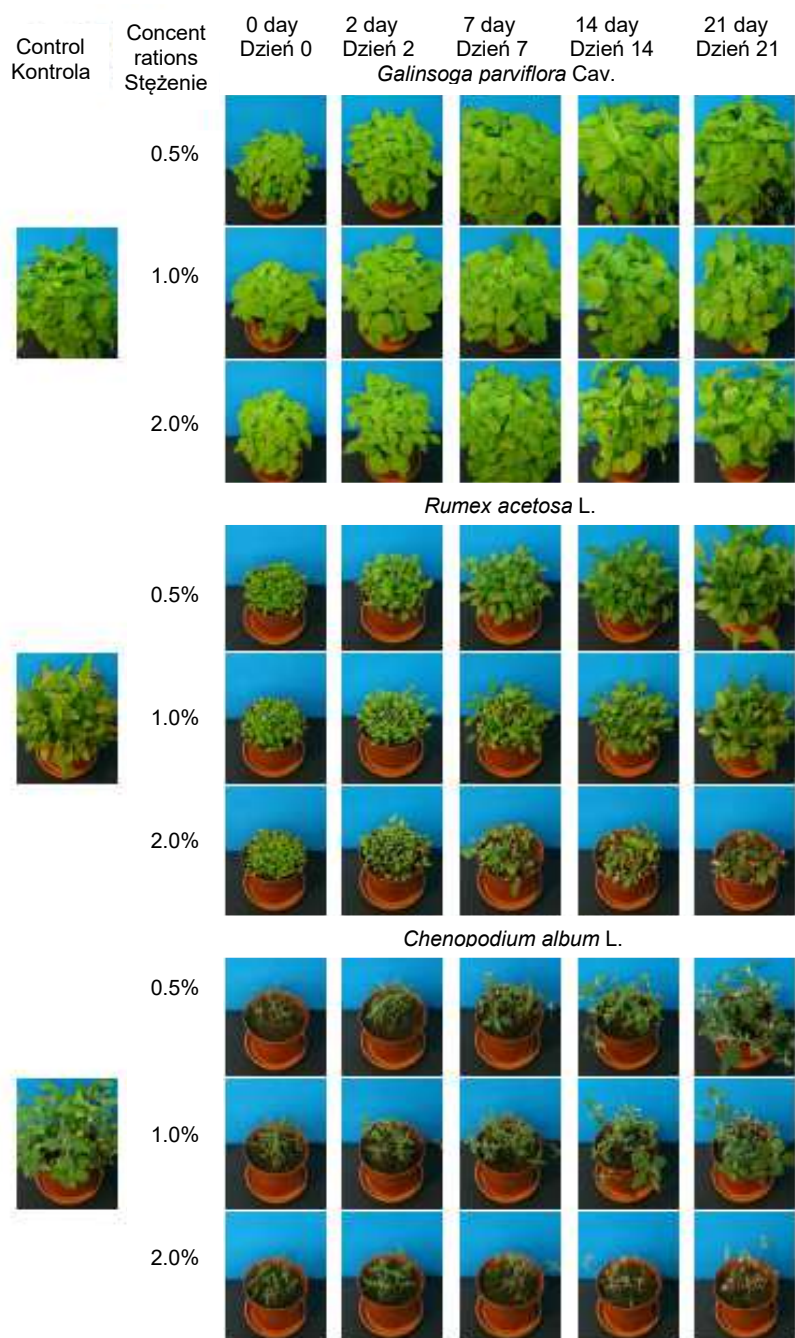 Control
Kontrola
Concent
rations
Stężenie
0 day
Dzień 0
2 day
Dzień 2
7 day
Dzień 7
14 day
Dzień 14
21 day
Dzień 21
Galinsoga parviflora Cav.
0.5%
1.0%
2.0%
Rumex acetosa L.
0.5%
1.0%
2.0%
Chenopodium album L.
0.5%
1.0%
2.0%